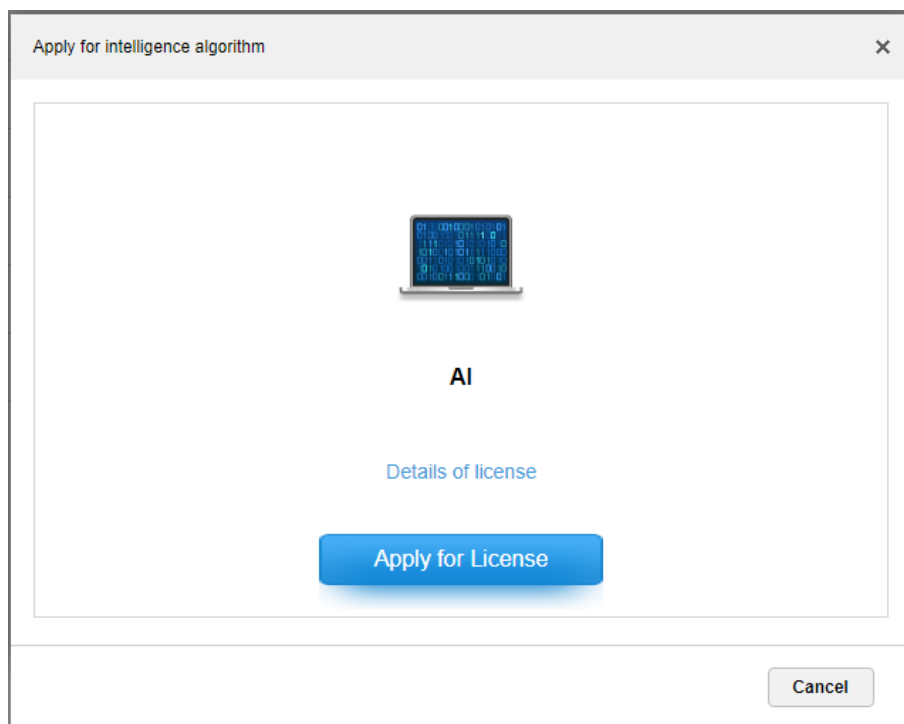 Apply for intelligence algorithm
AI
Details of license
Apply for License
Cancel